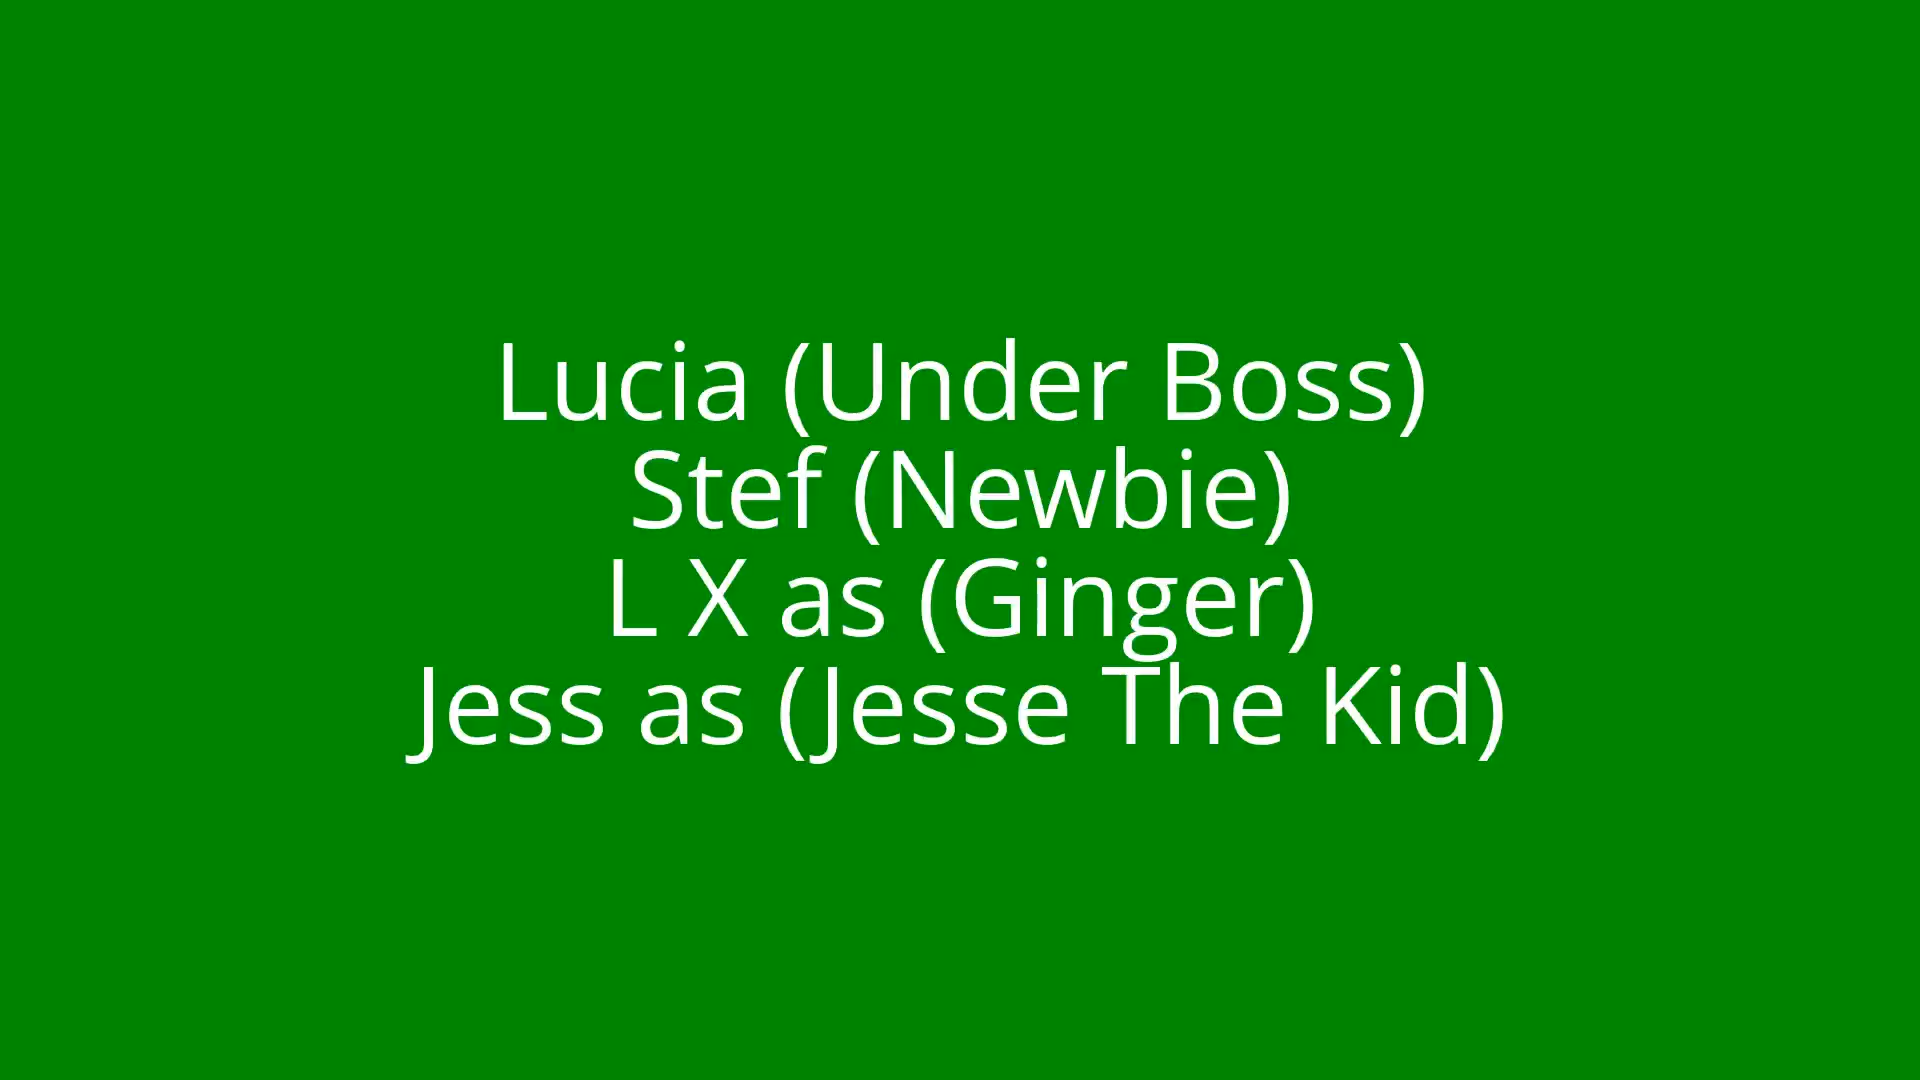 Lucia (Under Boss)
Stef (Newbie)
L X as (Ginger)
Jess as (Jesse The Kid)